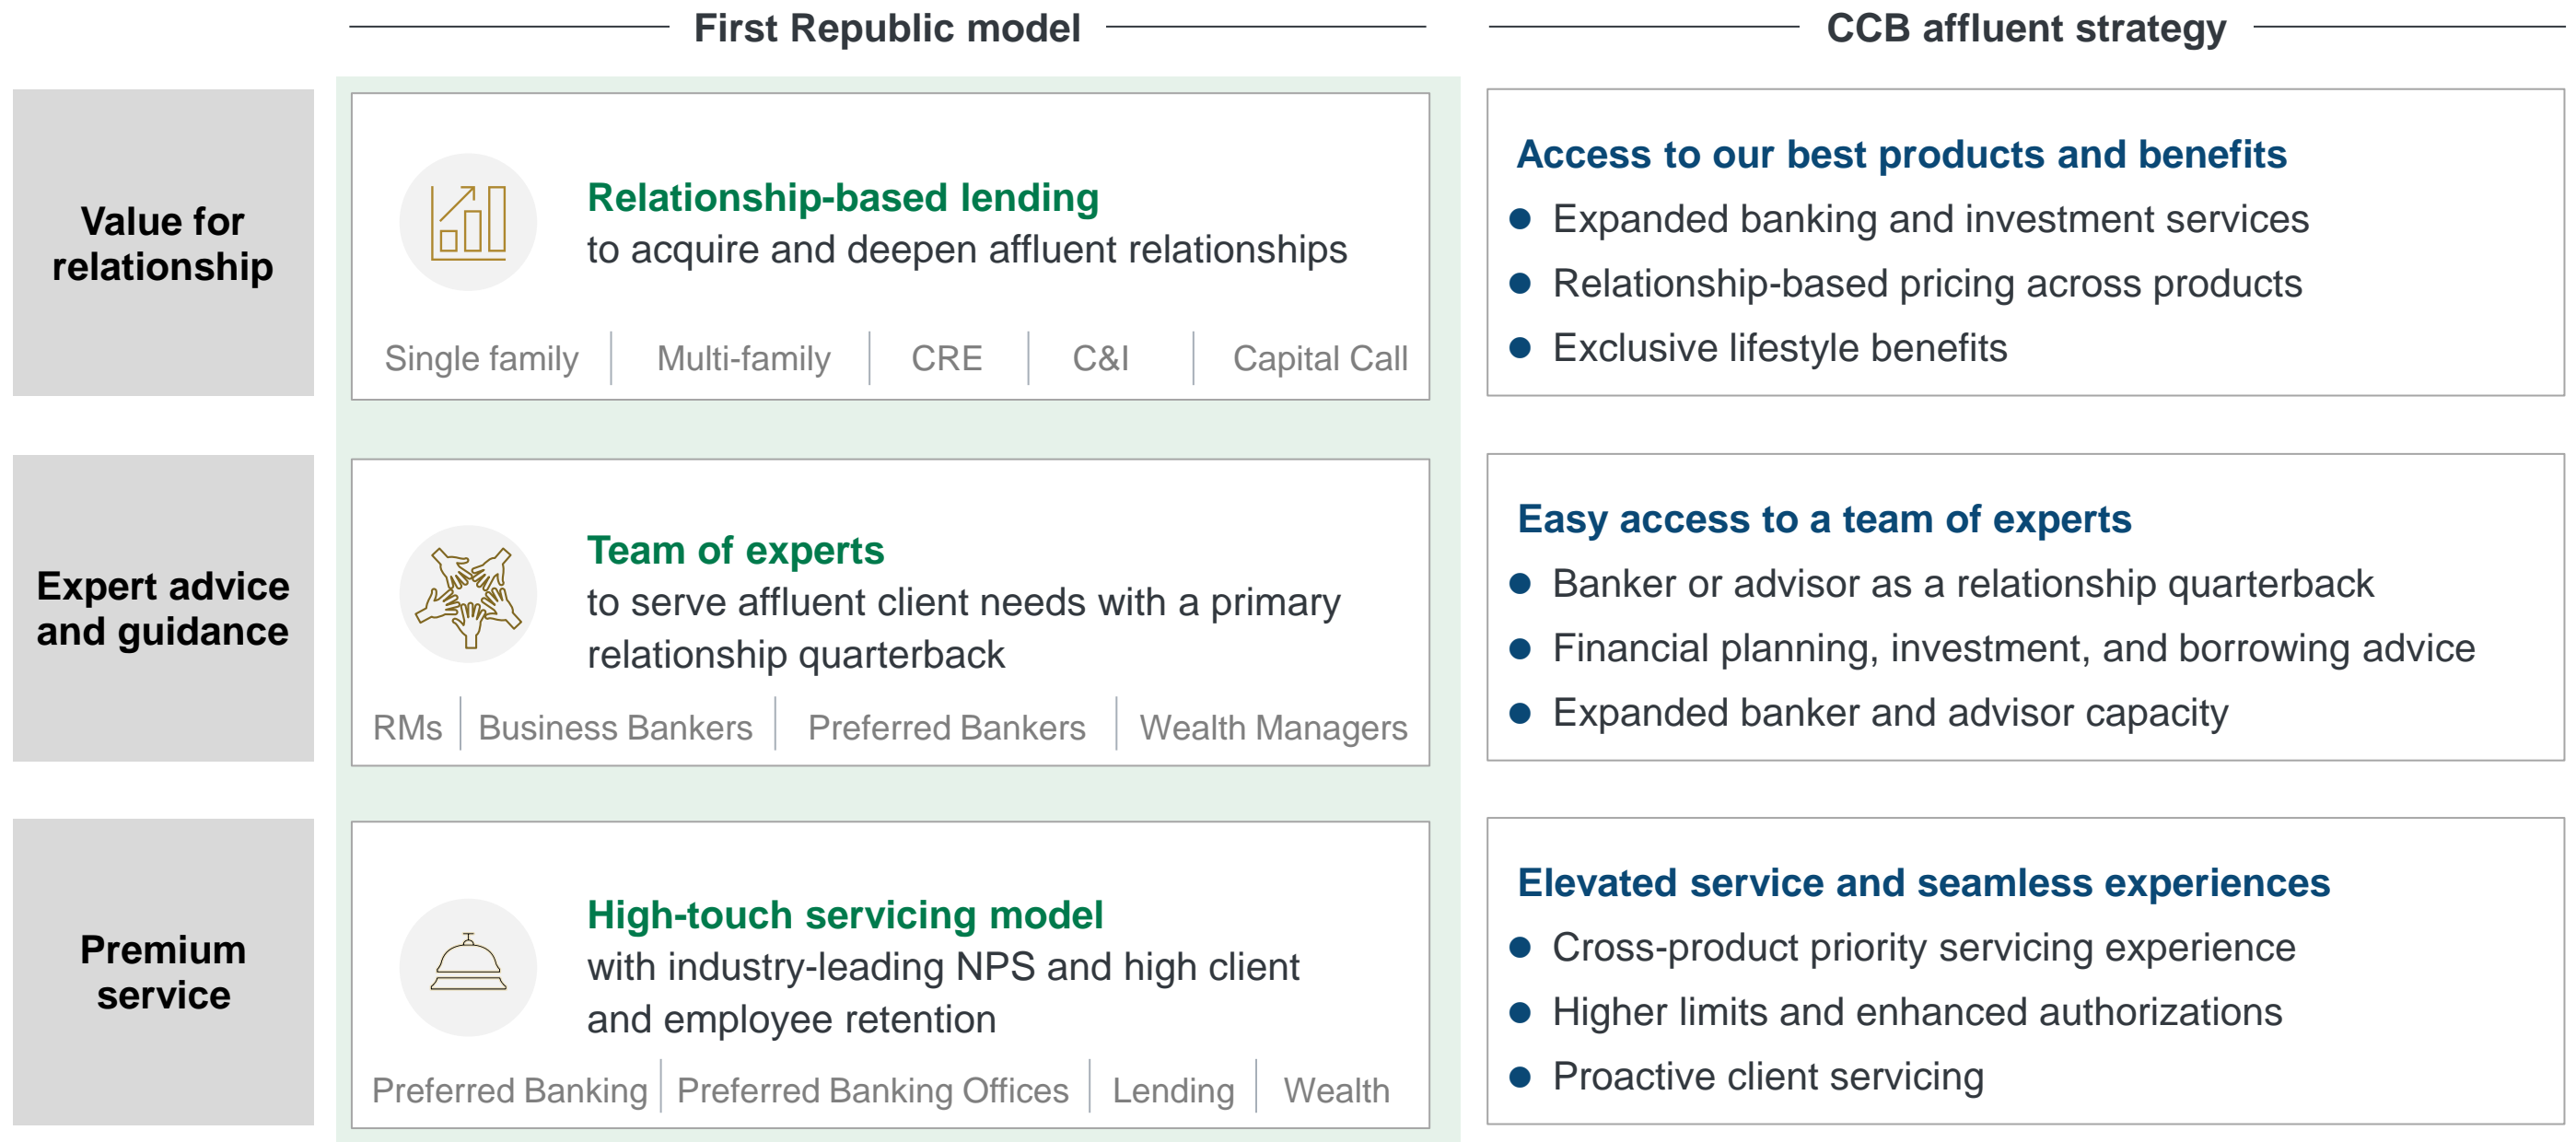 First Republic model
CCB affluent strategy
Value for
relationship
Relationship-based lending
to acquire and deepen affluent relationships
Single family
Multi-family
CRE
C&I
Capital Call
Access to our best products and benefits
Expanded banking and investment services
Relationship-based pricing across products
Exclusive lifestyle benefits
Expert advice
and guidance
Team of experts
to serve affluent client needs with a primary
relationship quarterback
RMs
Business Bankers
Preferred Bankers
Wealth Managers
Easy access to a team of experts
Banker or advisor as a relationship quarterback
Financial planning, investment, and borrowing advice
Expanded banker and advisor capacity
Premium
service
High-touch servicing model
with industry-leading NPS and high client
and employee retention
Preferred Banking
Preferred Banking Offices
Lending
Wealth
Elevated service and seamless experiences
Cross-product priority servicing experience
Higher limits and enhanced authorizations
Proactive client servicing